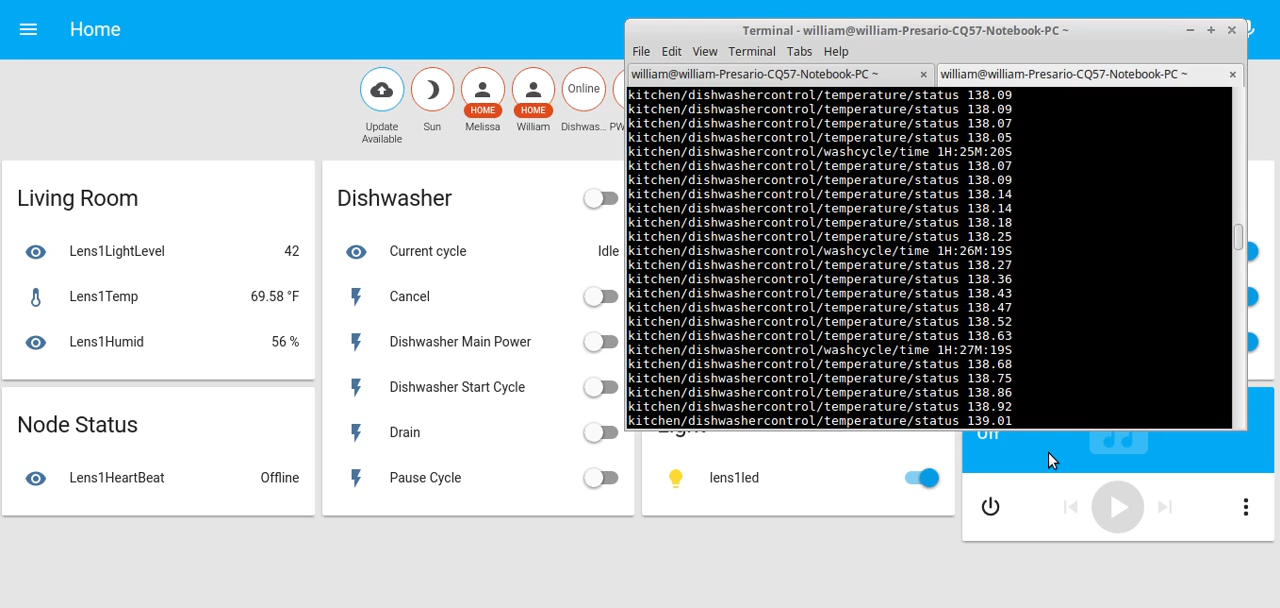 Home
Update
Available
Sun
HOME
Melissa
HOME
William
Online
Dishwas...
PW
Living Room
Lens1LightLevel 42
Lens1Temp 69.58 °F
Lens1Humid 56 %
Node Status
Lens1HeartBeat Offline
Dishwasher
Current cycle Idle
Cancel
Dishwasher Main Power
Dishwasher Start Cycle
Drain
Pause Cycle
Light
lens1led
Off
Terminal - william@william-Presario-CQ57-Notebook-PC ~
File Edit View Terminal Tabs Help
william@william-Presario-CQ57-Notebook-PC ~ william@william-Presario-CQ57-Notebook-PC ~
kitchen/dishwashercontrol/temperature/status 138.09
kitchen/dishwashercontrol/temperature/status 138.09
kitchen/dishwashercontrol/temperature/status 138.07
kitchen/dishwashercontrol/temperature/status 138.05
kitchen/dishwashercontrol/washcycle/time 1H:25M:20S
kitchen/dishwashercontrol/temperature/status 138.07
kitchen/dishwashercontrol/temperature/status 138.09
kitchen/dishwashercontrol/temperature/status 138.14
kitchen/dishwashercontrol/temperature/status 138.14
kitchen/dishwashercontrol/temperature/status 138.18
kitchen/dishwashercontrol/temperature/status 138.25
kitchen/dishwashercontrol/washcycle/time 1H:26M:19S
kitchen/dishwashercontrol/temperature/status 138.27
kitchen/dishwashercontrol/temperature/status 138.36
kitchen/dishwashercontrol/temperature/status 138.43
kitchen/dishwashercontrol/temperature/status 138.47
kitchen/dishwashercontrol/temperature/status 138.52
kitchen/dishwashercontrol/temperature/status 138.63
kitchen/dishwashercontrol/washcycle/time 1H:27M:19S
kitchen/dishwashercontrol/temperature/status 138.68
kitchen/dishwashercontrol/temperature/status 138.75
kitchen/dishwashercontrol/temperature/status 138.86
kitchen/dishwashercontrol/temperature/status 138.92
kitchen/dishwashercontrol/temperature/status 139.01